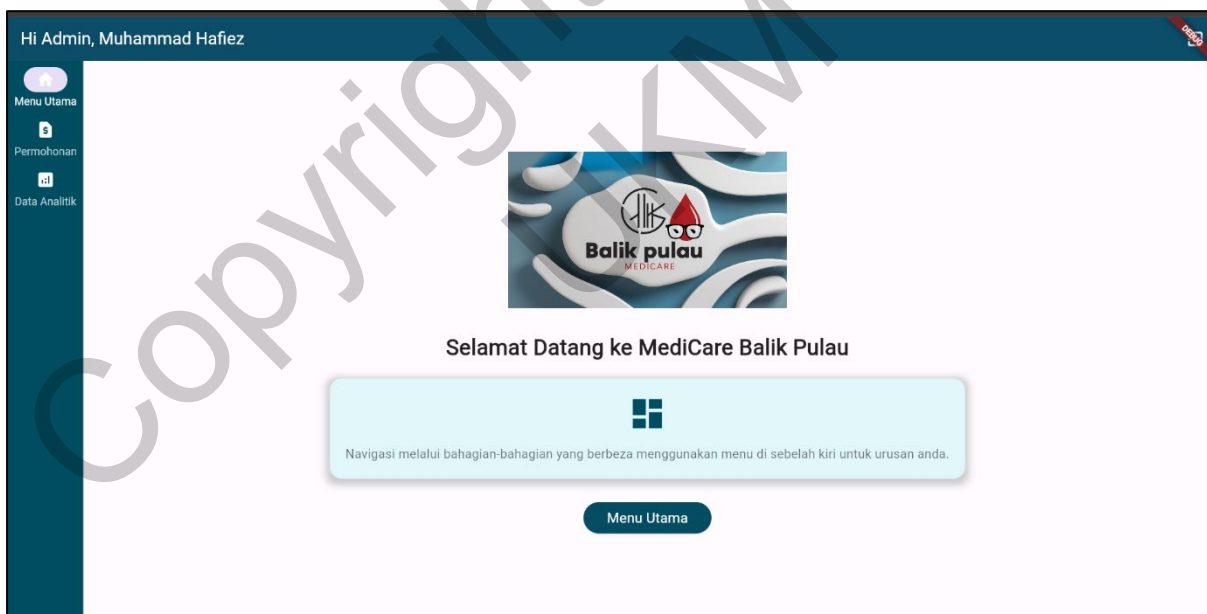 Hi Admin, Muhammad Hafiez
DEBUG
Menu Utama
Permohonan
Data Analitik
Balik pulau
MEDICARE
Selamat Datang ke MediCare Balik Pulau
Navigasi melalui bahagian-bahagian yang berbeza menggunakan menu di sebelah kiri untuk urusan anda.
Menu Utama
Copyright
UKM